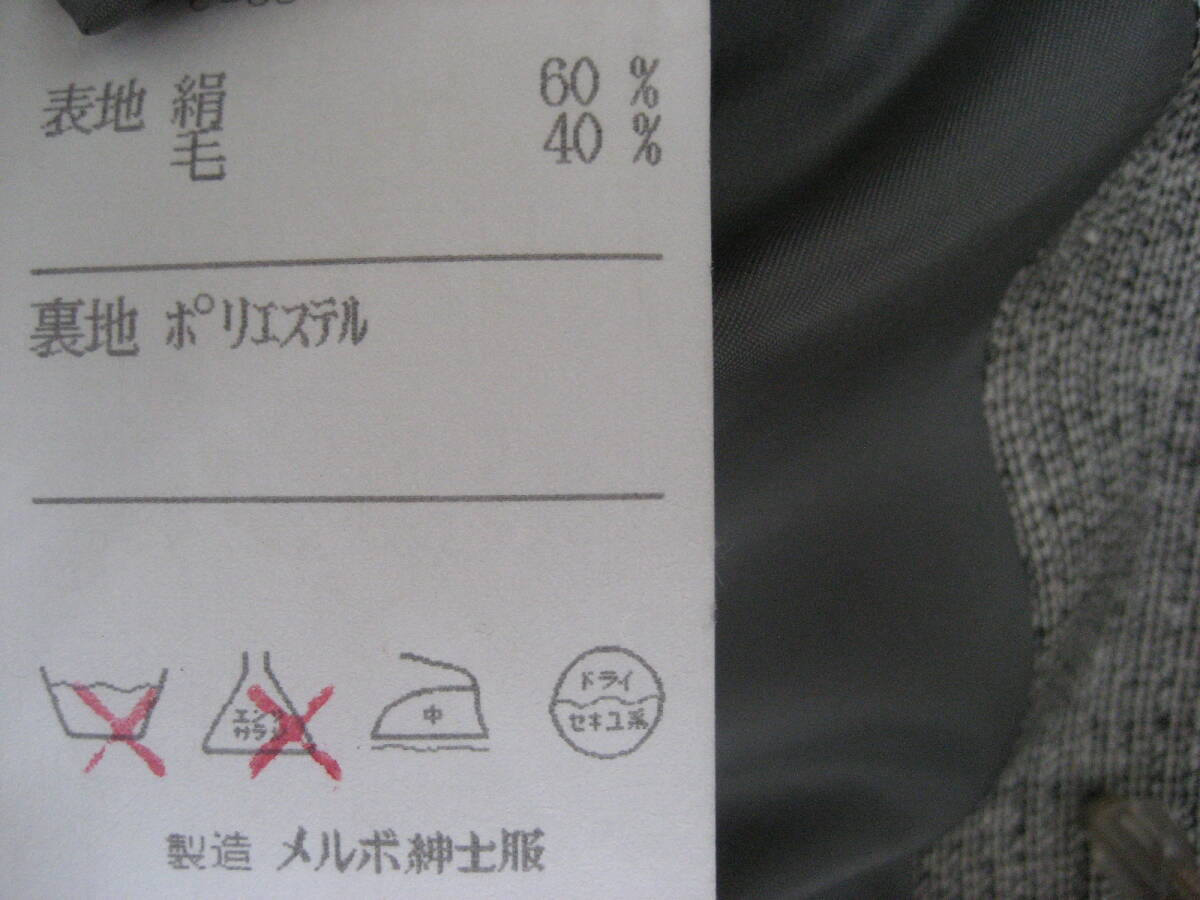 表地 絹 60 %
毛 40 %
裏地 ポリエステル
エンソ
サラシ
中
ドライ
セキユ系
製造 メルボ紳士服